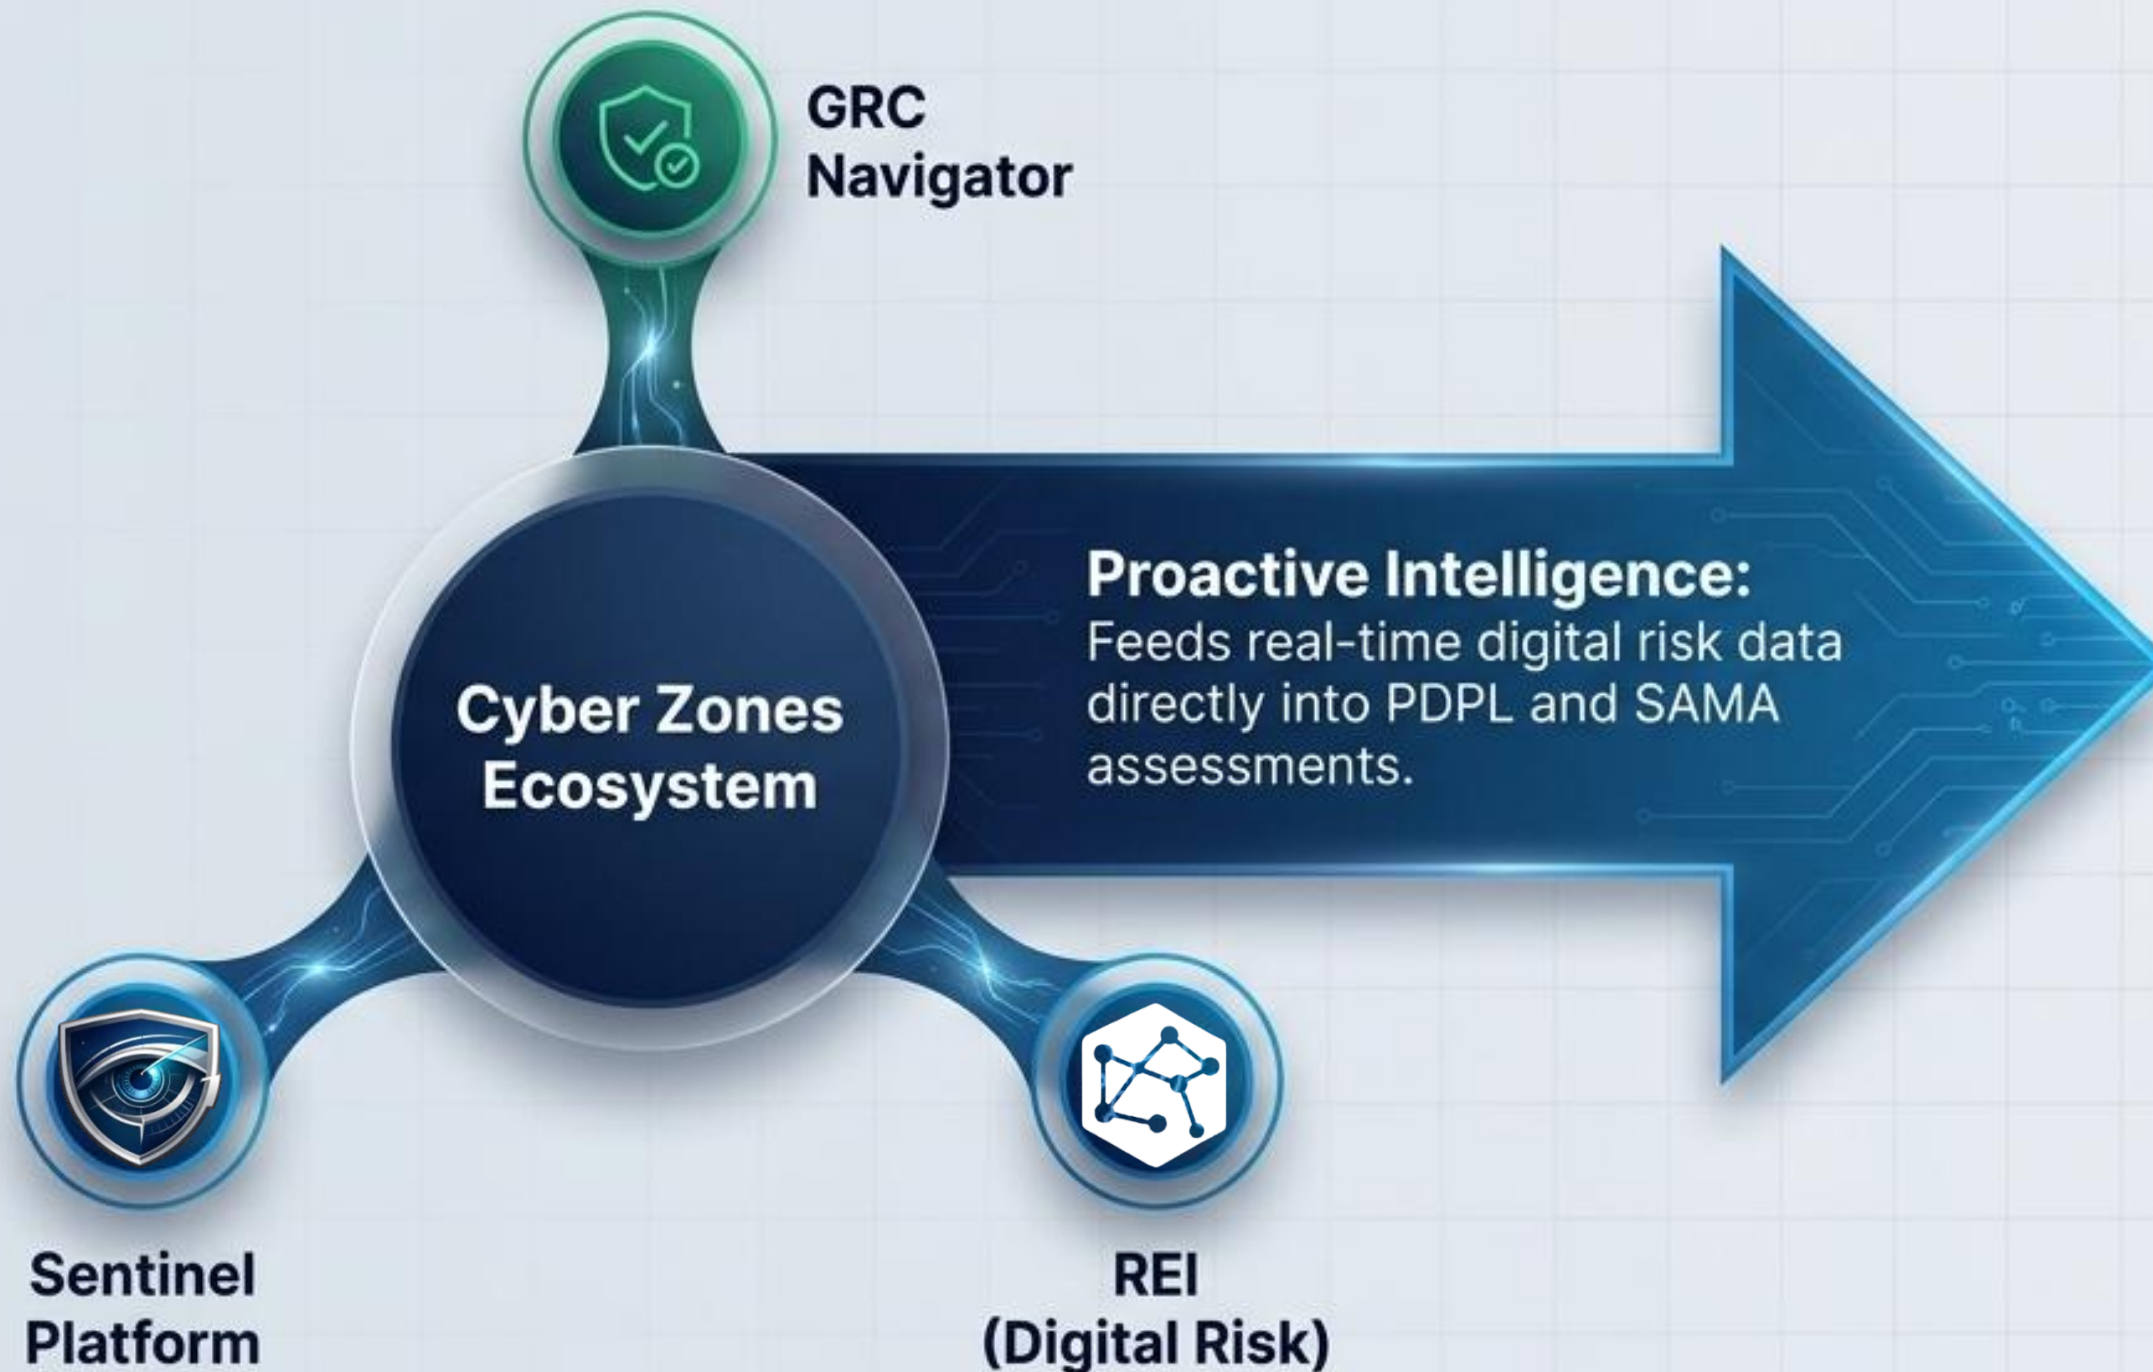 GRC
Navigator
Proactive Intelligence:
Feeds real-time digital risk data
directly into PDPL and SAMA
assessments.
Cyber Zones
Ecosystem
Sentinel
Platform
REI
(Digital Risk)